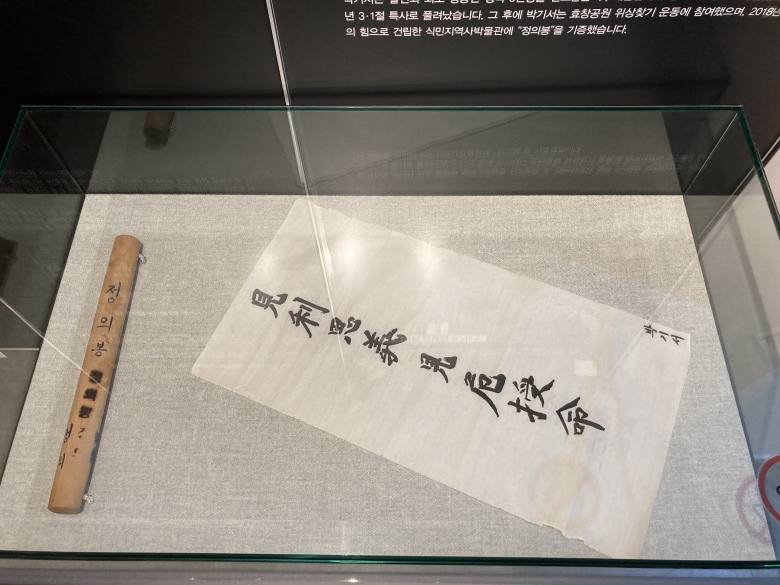 년 3·1절 특사로 풀려났습니다. 그 후에 박기서는 효창공원 위상찾기 운동에 참여했으며, 2018년
의 힘으로 건립한 식민지역사박물관에 "정의봉"을 기증했습니다.
정의봉
見利思義見危授命
박기서